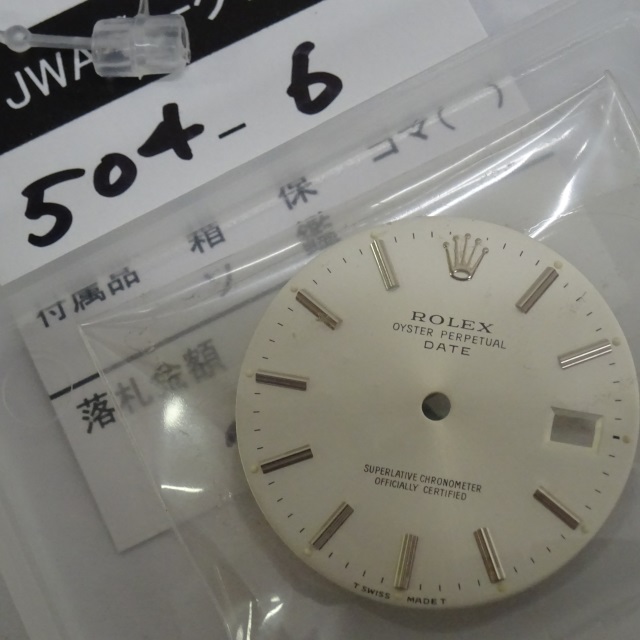 JWA
504-6
付属品 箱 保 コマ( )
落札金額
ROLEX
OYSTER PERPETUAL
DATE
SUPERLATIVE CHRONOMETER
OFFICIALLY CERTIFIED
T SWISS MADE T